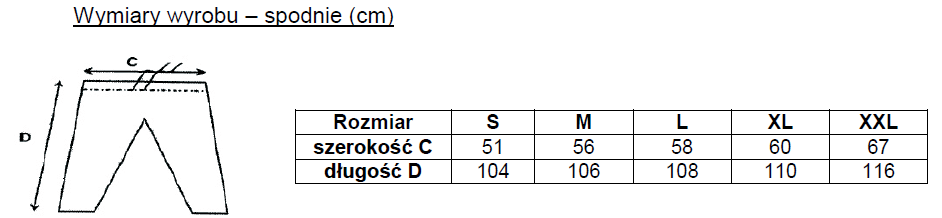 Wymiary wyrobu – spodnie (cm)
C
D
Rozmiar S M L XL XXL
szerokość C 51 56 58 60 67
długość D 104 106 108 110 116